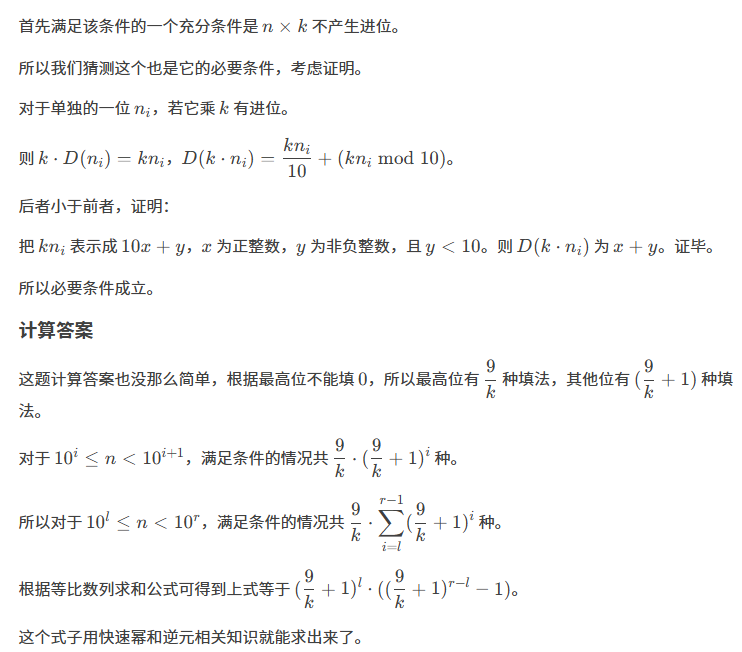 首先满足该条件的一个充分条件是 $n \times k$ 不产生进位。
所以我们猜测这个也是它的必要条件，考虑证明。
对于单独的一位 $n_i$，若它乘 $k$ 有进位。
则 $k \cdot D(n_i) = kn_i$，$D(k \cdot n_i) = \dfrac{kn_i}{10} + (kn_i \bmod 10)$。
后者小于前者，证明：
把 $kn_i$ 表示成 $10x + y$，$x$ 为正整数，$y$ 为非负整数，且 $y < 10$。则 $D(k \cdot n_i)$ 为 $x + y$。证毕。
所以必要条件成立。
计算答案
这题计算答案也没那么简单，根据最高位不能填 $0$，所以最高位有 $\dfrac{9}{k}$ 种填法，其他位有 $(\dfrac{9}{k} + 1)$ 种填
法。
对于 $10^i \leq n < 10^{i+1}$，满足条件的情况共 $\dfrac{9}{k} \cdot (\dfrac{9}{k} + 1)^i$ 种。
所以对于 $10^l \leq n < 10^r$，满足条件的情况共 $\dfrac{9}{k} \cdot \sum_{i=l}^{r-1} (\dfrac{9}{k} + 1)^i$ 种。
根据等比数列求和公式可得到上式等于 $(\dfrac{9}{k} + 1)^l \cdot ((\dfrac{9}{k} + 1)^{r-l} - 1)$。
这个式子用快速幂和逆元相关知识就能求出来了。